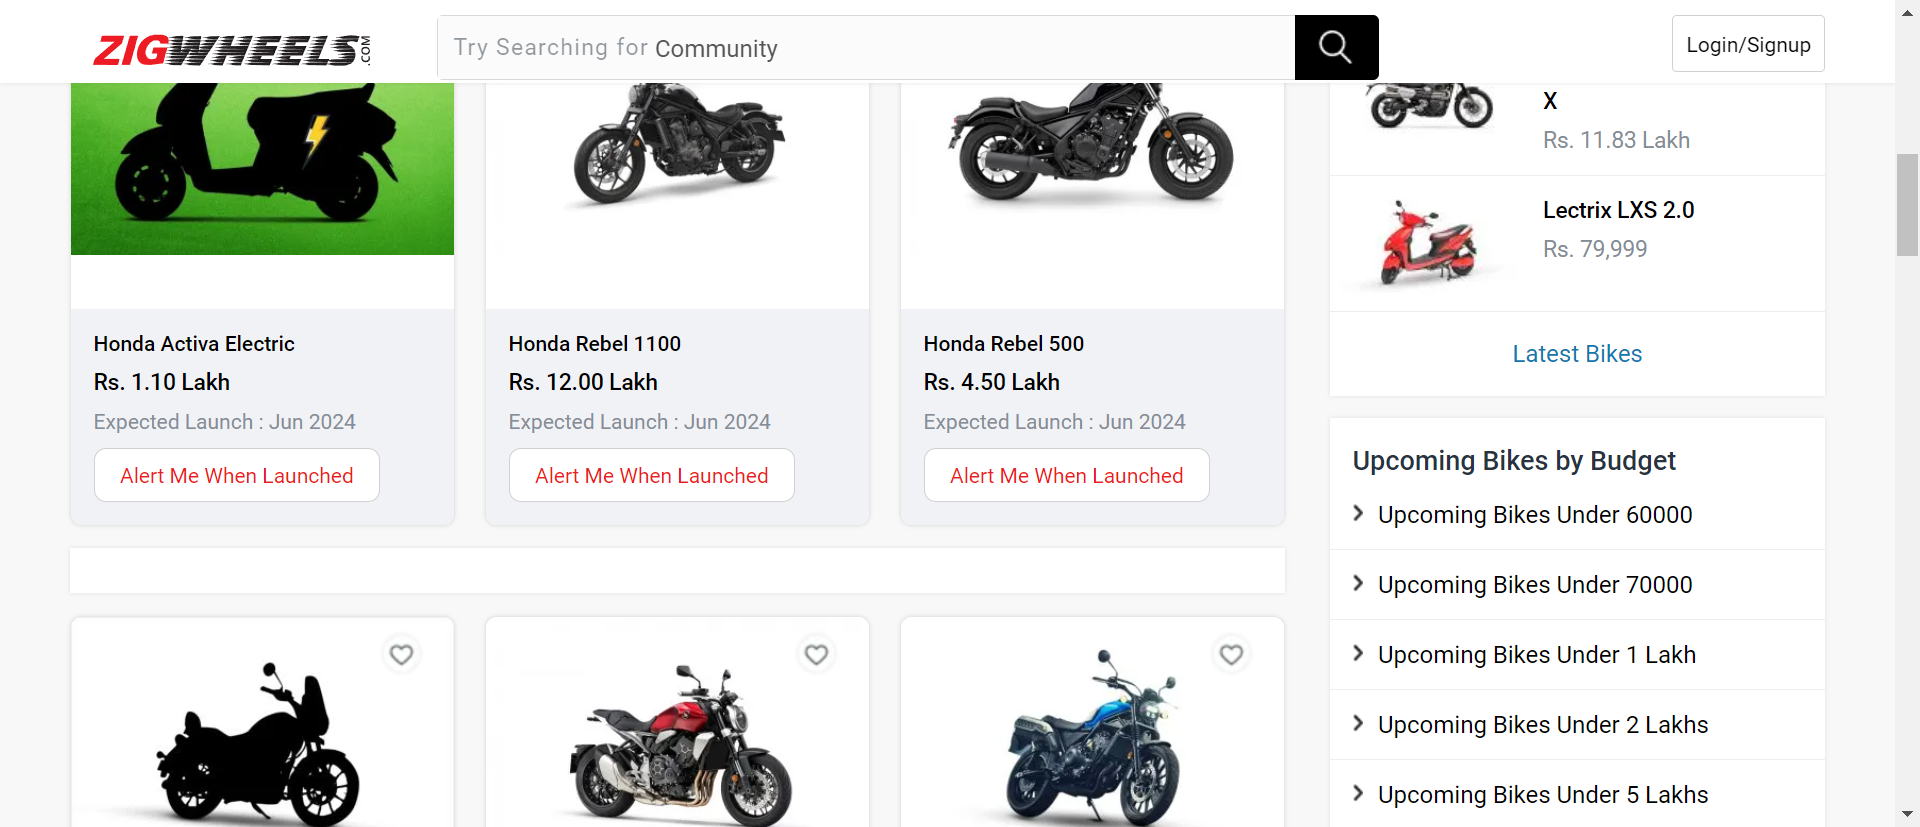 ZIGWHEELS.COM
Try Searching for Community
Login/Signup
Honda Activa Electric
Rs. 1.10 Lakh
Expected Launch : Jun 2024
Alert Me When Launched
Honda Rebel 1100
Rs. 12.00 Lakh
Expected Launch : Jun 2024
Alert Me When Launched
Honda Rebel 500
Rs. 4.50 Lakh
Expected Launch : Jun 2024
Alert Me When Launched
X
Rs. 11.83 Lakh
Lectrix LXS 2.0
Rs. 79,999
Latest Bikes
Upcoming Bikes by Budget
Upcoming Bikes Under 60000
Upcoming Bikes Under 70000
Upcoming Bikes Under 1 Lakh
Upcoming Bikes Under 2 Lakhs
Upcoming Bikes Under 5 Lakhs